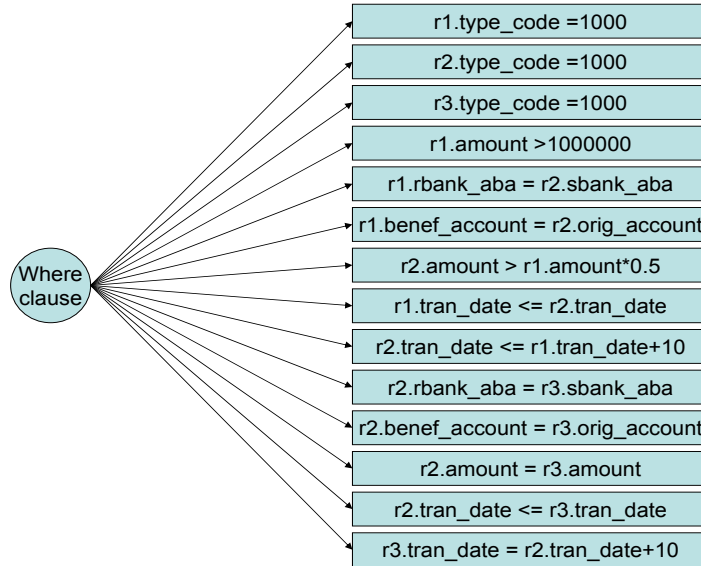 r1.type_code =1000
r2.type_code =1000
r3.type_code =1000
r1.amount >1000000
r1.rbank_aba = r2.sbank_aba
r1.benef_account = r2.orig_account
r2.amount > r1.amount*0.5
Where
clause
r1.tran_date <= r2.tran_date
r2.tran_date <= r1.tran_date+10
r2.rbank_aba = r3.sbank_aba
r2.benef_account = r3.orig_account
r2.amount = r3.amount
r2.tran_date <= r3.tran_date
r3.tran_date = r2.tran_date+10